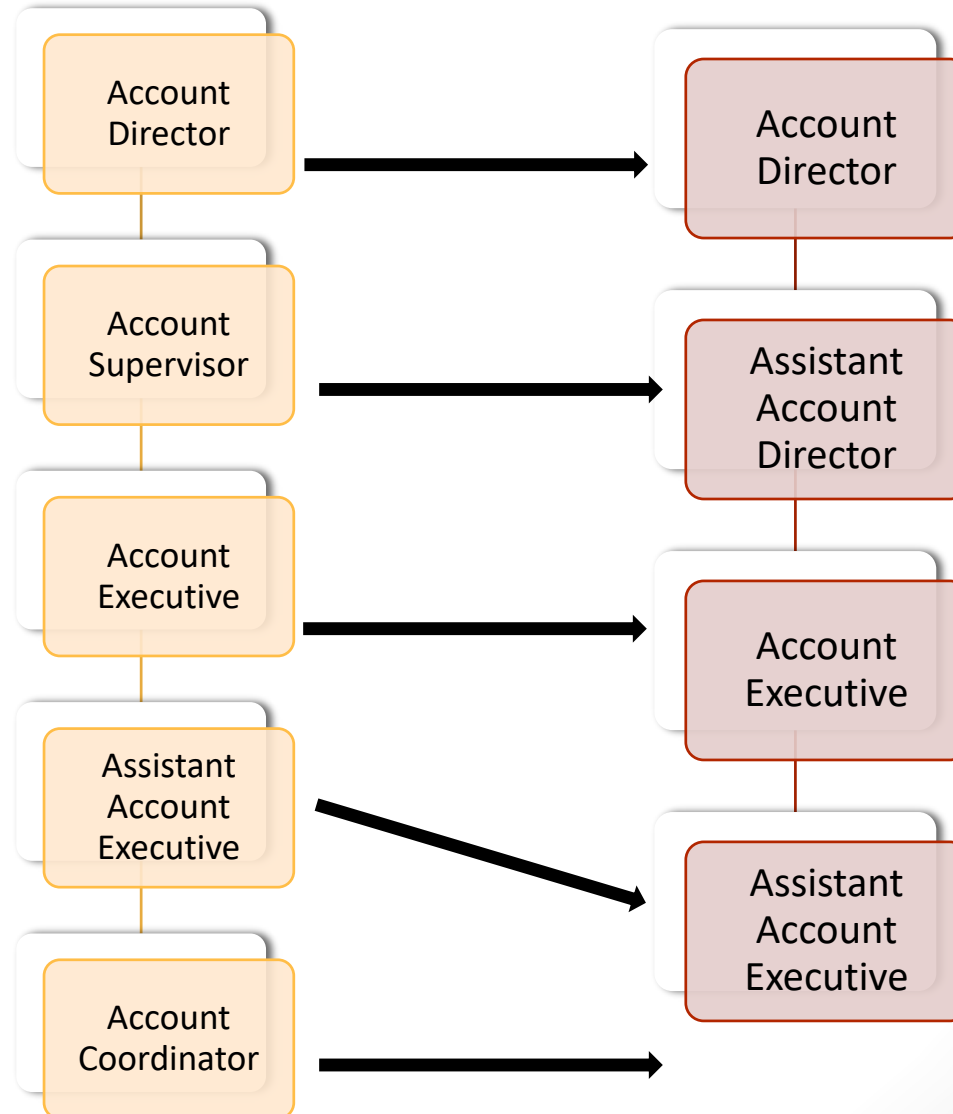 Account
Director
Account
Supervisor
Account
Executive
Assistant
Account
Executive
Account
Coordinator
Account
Director
Assistant
Account
Director
Account
Executive
Assistant
Account
Executive